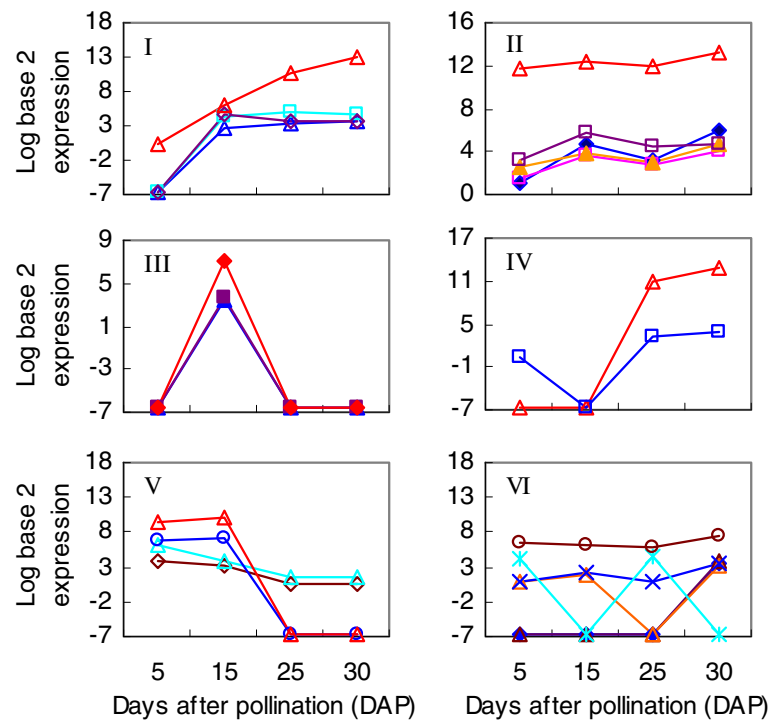 Log base 2
expression
18
13
8
3
-2
-7
I
16
12
8
4
0
II
Log base 2
expression
9
5
1
-3
-7
III
17
11
5
-1
-7
IV
Log base 2
expression
18
13
8
3
-2
-7
V
5 15 25 30
Days after pollination (DAP)
18
13
8
3
-2
-7
VI
5 15 25 30
Days after pollination (DAP)